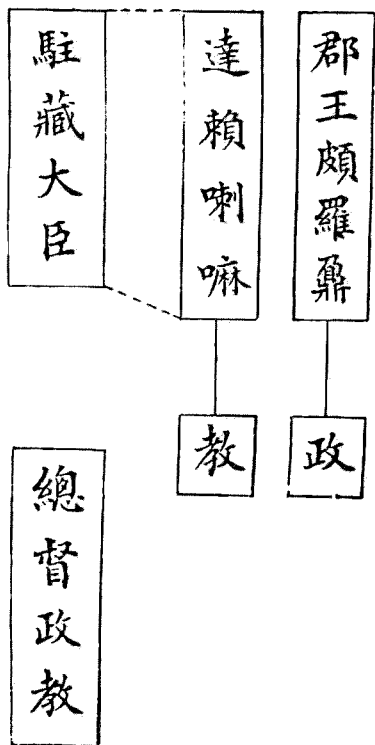 郡王頗羅鼐
政
達賴喇嘛
教
駐藏大臣
總督政教